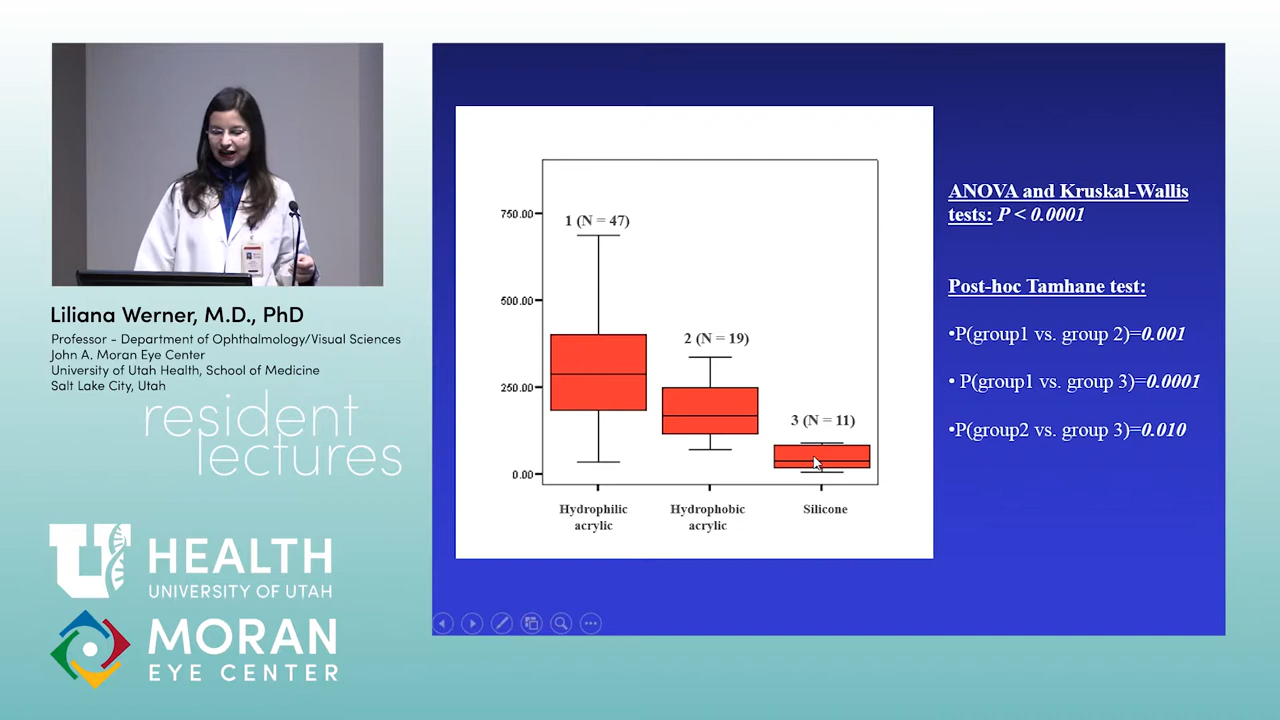 Liliana Werner, M.D., PhD
Professor - Department of Ophthalmology/Visual Sciences
John A. Moran Eye Center
University of Utah Health, School of Medicine
Salt Lake City, Utah
resident
lectures
U HEALTH
UNIVERSITY OF UTAH
MORAN
EYE CENTER
750.00
500.00
250.00
0.00
1 (N = 47)
2 (N = 19)
3 (N = 11)
Hydrophilic
acrylic
Hydrophobic
acrylic
Silicone
ANOVA and Kruskal-Wallis
tests: P < 0.0001
Post-hoc Tamhane test:
•P(group1 vs. group 2)=0.001
• P(group1 vs. group 3)=0.0001
•P(group2 vs. group 3)=0.010